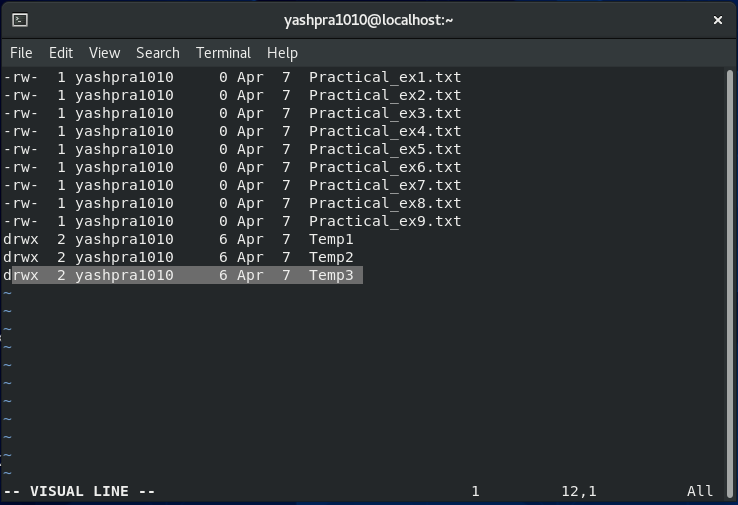 yashpra1010@localhost:~
File Edit View Search Terminal Help
-rw-  1 yashpra1010     0 Apr  7  Practical_ex1.txt
-rw-  1 yashpra1010     0 Apr  7  Practical_ex2.txt
-rw-  1 yashpra1010     0 Apr  7  Practical_ex3.txt
-rw-  1 yashpra1010     0 Apr  7  Practical_ex4.txt
-rw-  1 yashpra1010     0 Apr  7  Practical_ex5.txt
-rw-  1 yashpra1010     0 Apr  7  Practical_ex6.txt
-rw-  1 yashpra1010     0 Apr  7  Practical_ex7.txt
-rw-  1 yashpra1010     0 Apr  7  Practical_ex8.txt
-rw-  1 yashpra1010     0 Apr  7  Practical_ex9.txt
drwx  2 yashpra1010     6 Apr  7  Temp1
drwx  2 yashpra1010     6 Apr  7  Temp2
drwx  2 yashpra1010     6 Apr  7  Temp3
~
~
~
~
~
~
~
~
~
~
~
-- VISUAL LINE --                                   1         12,1          All